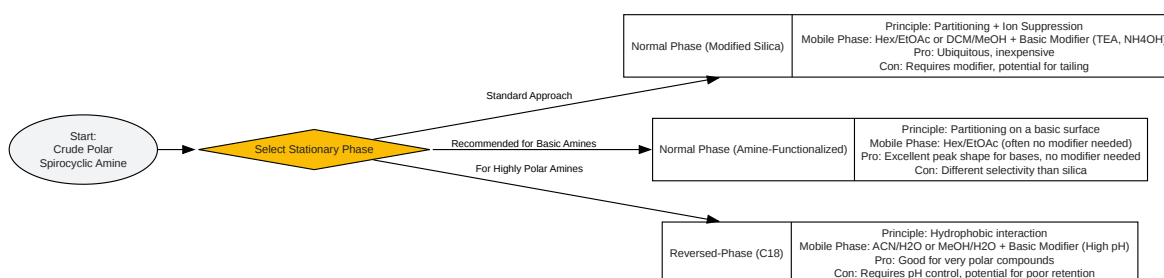 Start:
Crude Polar
Spirocyclic Amine
Select Stationary Phase
Standard Approach
Recommended for Basic Amines
For Highly Polar Amines
Normal Phase (Modified Silica)
Principle: Partitioning + Ion Suppression
Mobile Phase: Hex/EtOAc or DCM/MeOH + Basic Modifier (TEA, NH4OH)
Pro: Ubiquitous, inexpensive
Con: Requires modifier, potential for tailing
Normal Phase (Amine-Functionalized)
Principle: Partitioning on a basic surface
Mobile Phase: Hex/EtOAc (often no modifier needed)
Pro: Excellent peak shape for bases, no modifier needed
Con: Different selectivity than silica
Reversed-Phase (C18)
Principle: Hydrophobic interaction
Mobile Phase: ACN/H2O or MeOH/H2O + Basic Modifier (High pH)
Pro: Good for very polar compounds
Con: Requires pH control, potential for poor retention